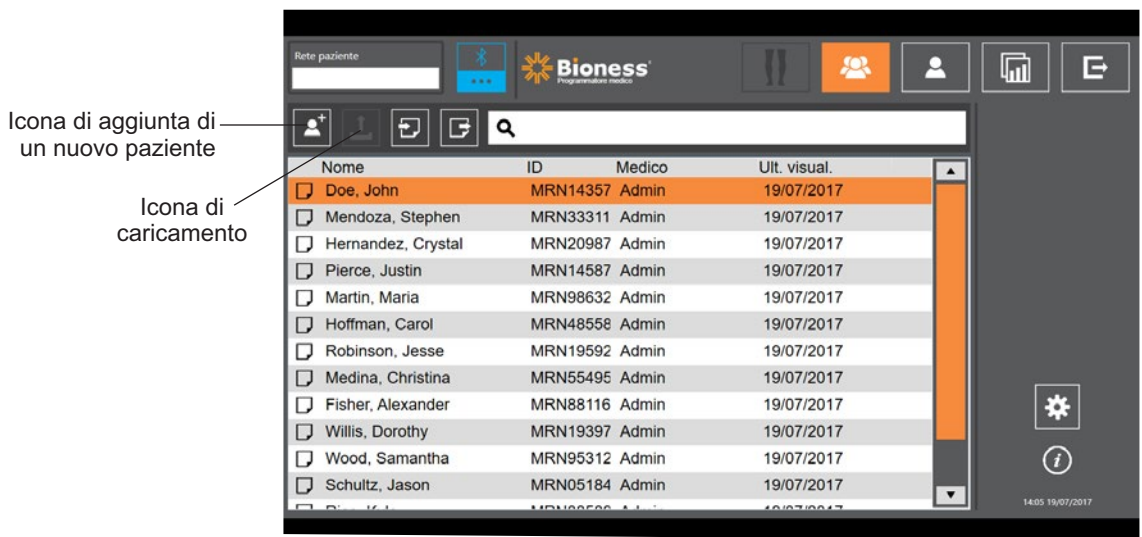 Rete paziente
Bioness
Programmatore medico
Icona di aggiunta di
un nuovo paziente
Icona di
caricamento
Nome ID Medico Ult. visual.
Doe, John MRN14357 Admin 19/07/2017
Mendoza, Stephen MRN33311 Admin 19/07/2017
Hernandez, Crystal MRN20987 Admin 19/07/2017
Pierce, Justin MRN14587 Admin 19/07/2017
Martin, Maria MRN98632 Admin 19/07/2017
Hoffman, Carol MRN48558 Admin 19/07/2017
Robinson, Jesse MRN19592 Admin 19/07/2017
Medina, Christina MRN55495 Admin 19/07/2017
Fisher, Alexander MRN88116 Admin 19/07/2017
Willis, Dorothy MRN19397 Admin 19/07/2017
Wood, Samantha MRN95312 Admin 19/07/2017
Schultz, Jason MRN05184 Admin 19/07/2017
14:05 19/07/2017